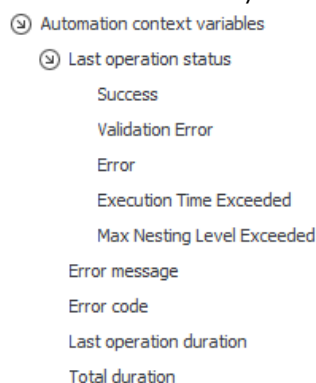 Automation context variables
Last operation status
Success
Validation Error
Error
Execution Time Exceeded
Max Nesting Level Exceeded
Error message
Error code
Last operation duration
Total duration